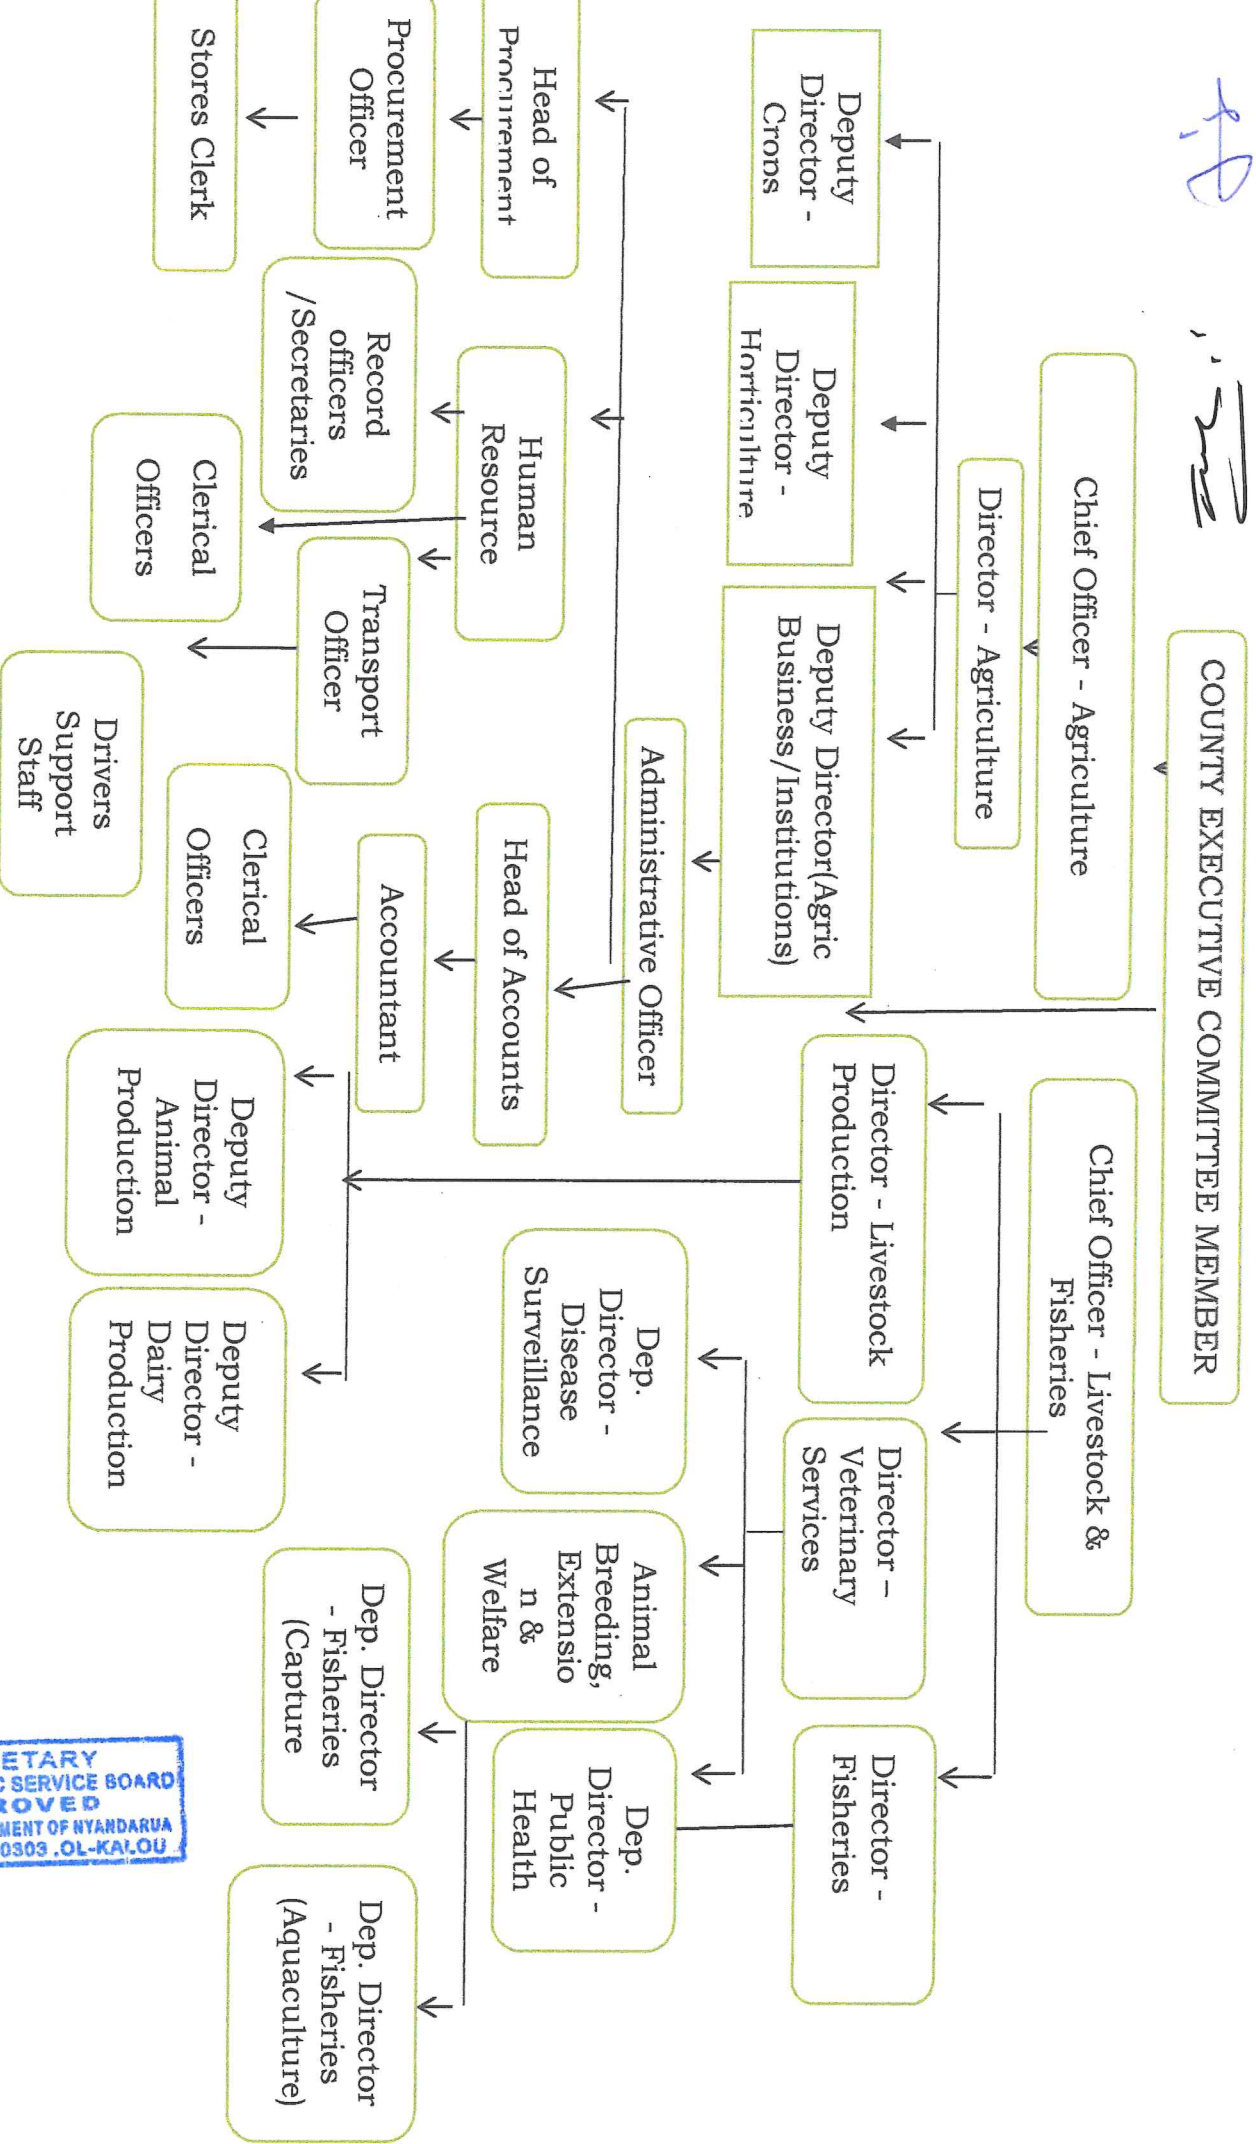 COUNTY EXECUTIVE COMMITTEE MEMBER
Chief Officer - Agriculture
Chief Officer - Livestock &
Fisheries
Director - Agriculture
Director - Livestock
Production
Director –
Veterinary
Services
Director -
Fisheries
Deputy
Director -
Crops
Deputy
Director -
Horticulture
Deputy Director(Agric
Business/Institutions)
Administrative Officer
Dep.
Director -
Disease
Surveillance
Animal
Breeding,
Extensio
n &
Welfare
Dep.
Director -
Public
Health
Head of
Procurement
Human
Resource
Head of Accounts
Procurement
Officer
Record
officers
/Secretaries
Transport
Officer
Accountant
Dep. Director
- Fisheries
(Capture
Dep. Director
- Fisheries
(Aquaculture)
Stores Clerk
Clerical
Officers
Clerical
Officers
Deputy
Director -
Animal
Production
Deputy
Director -
Dairy
Production
Drivers
Support
Staff
ETARY
C SERVICE BOARD
ROVED
MENT OF NYANDARUA
0303 .OL-KALOU